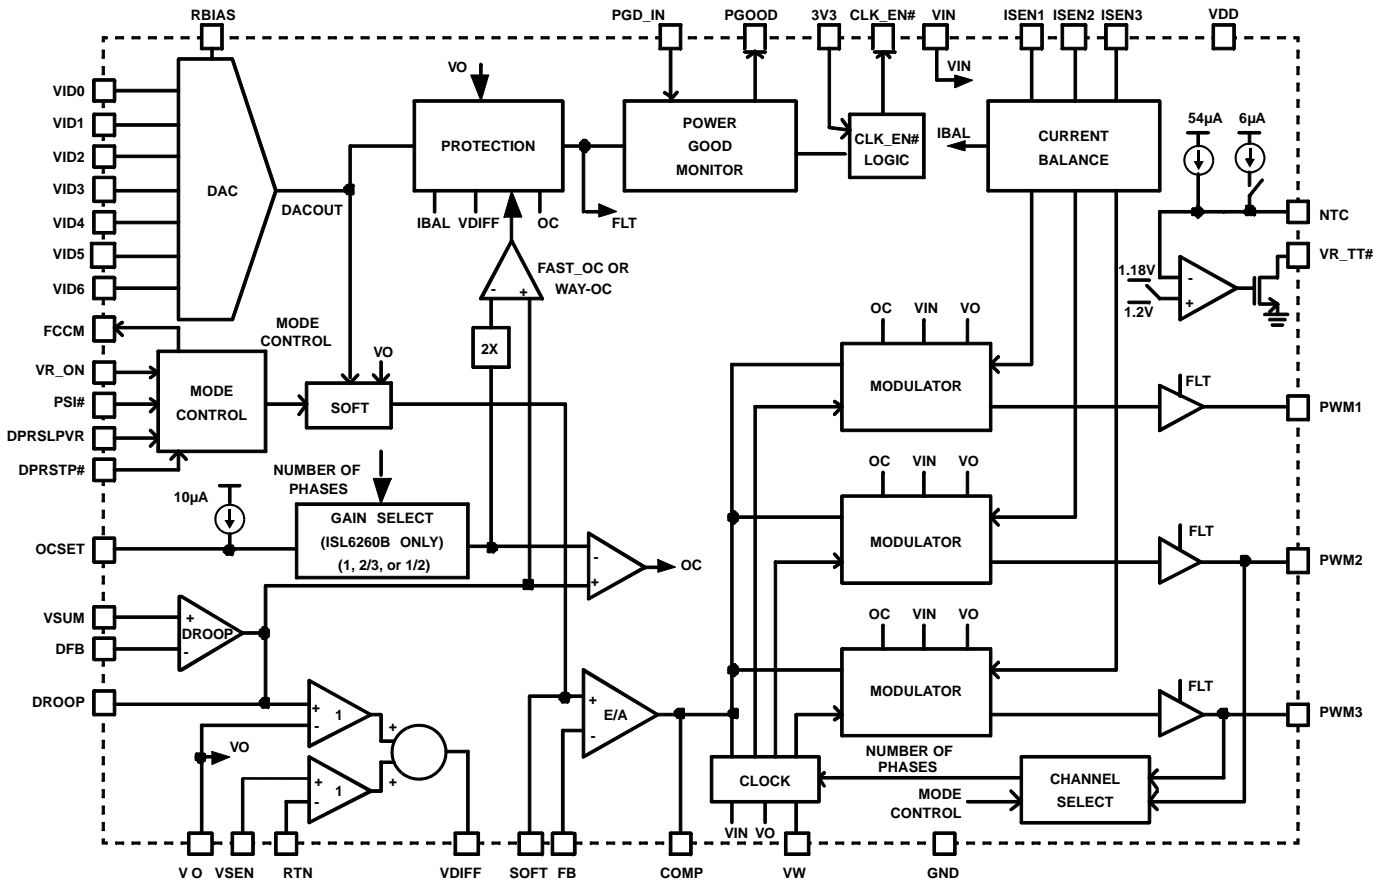 RBIAS
PGD_IN
PGOOD
3V3
CLK_EN#
VIN
ISEN1
ISEN2
ISEN3
VDD
VID0
VID1
VID2
VID3
VID4
VID5
VID6
DAC
DACOUT
VO
PROTECTION
IBAL
VDIFF
OC
FLT
POWER
GOOD
MONITOR
CLK_EN#
LOGIC
VIN
IBAL
CURRENT
BALANCE
54µA
6µA
NTC
VR_TT#
1.18V
1.2V
-
+
FAST_OC OR
WAY-OC
-
+
2X
FCCM
VR_ON
PSI#
DPRSLPVR
DPRSTP#
MODE
CONTROL
MODE
CONTROL
VO
SOFT
OC
VIN
VO
MODULATOR
FLT
PWM1
NUMBER OF
PHASES
10µA
OCSET
GAIN SELECT
(ISL6260B ONLY)
(1, 2/3, or 1/2)
-
+
OC
OC
VIN
VO
MODULATOR
FLT
PWM2
VSUM
DFB
+
DROOP
-
DROOP
OC
VIN
VO
MODULATOR
FLT
PWM3
+
1
-
+
VO
+
1
-
+
+
E/A
-
NUMBER OF
PHASES
CLOCK
MODE
CONTROL
CHANNEL
SELECT
VIN
VO
V O
VSEN
RTN
VDIFF
SOFT
FB
COMP
VW
GND